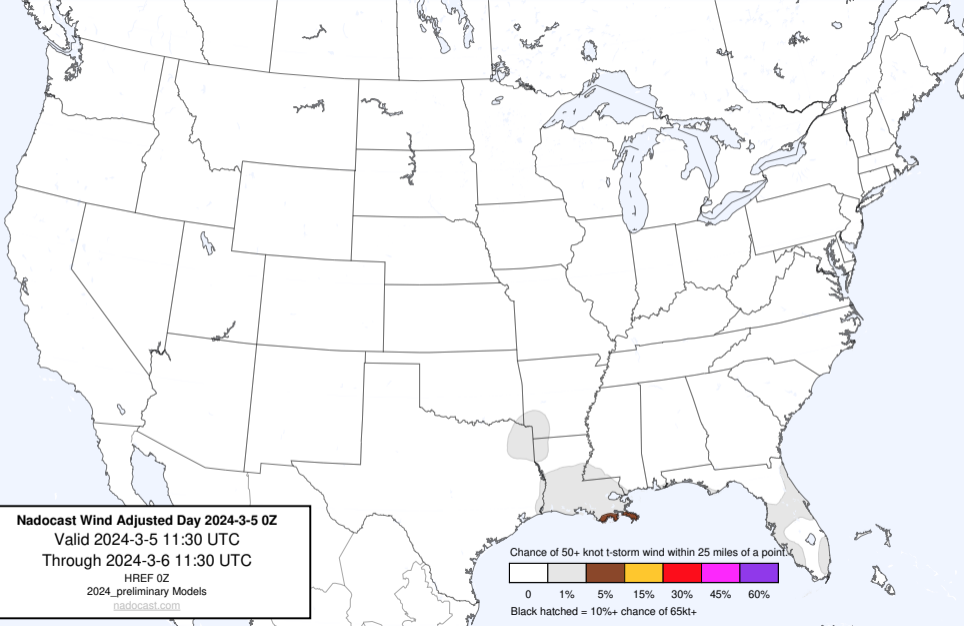 Nadocast Wind Adjusted Day 2024-3-5 0Z
Valid 2024-3-5 11:30 UTC
Through 2024-3-6 11:30 UTC
HREF 0Z
2024_preliminary Models
nadocast.com
Chance of 50+ knot t-storm wind within 25 miles of a point.
0 1% 5% 15% 30% 45% 60%
Black hatched = 10%+ chance of 65kt+